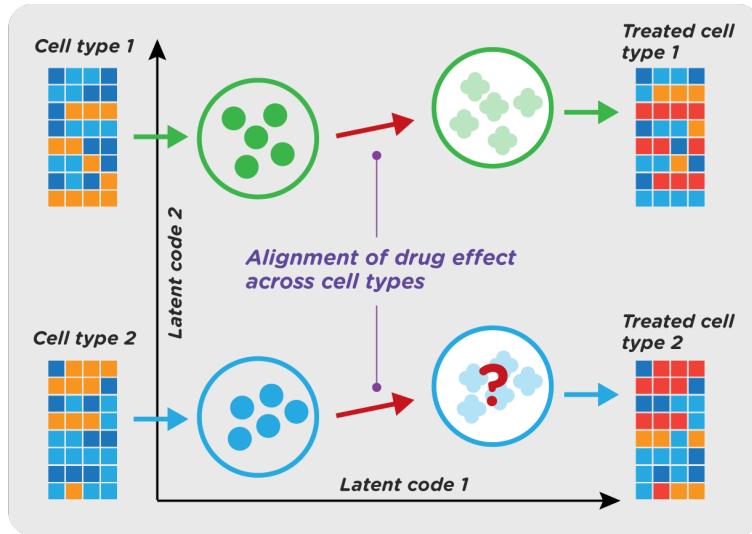 Cell type 1
Treated cell
type 1
Latent code 2
Alignment of drug effect
across cell types
Cell type 2
Treated cell
type 2
?
Latent code 1